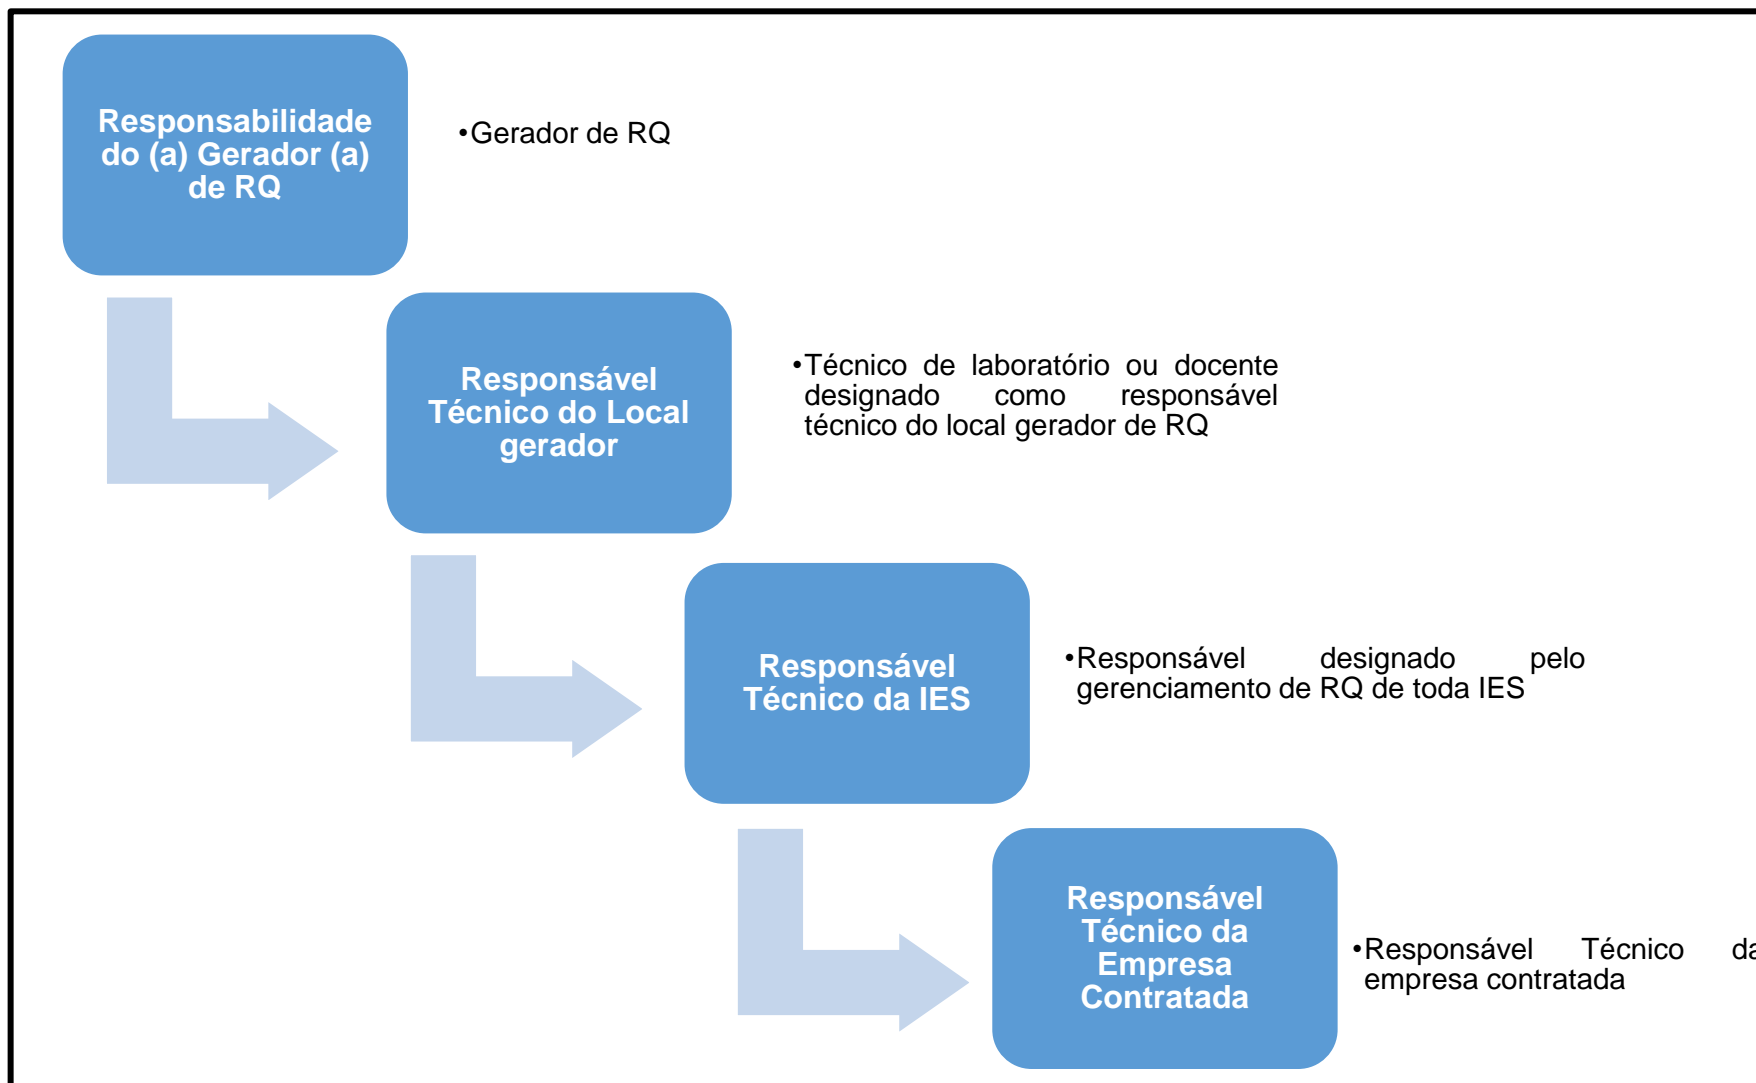 Responsabilidade
do (a) Gerador (a)
de RQ
•Gerador de RQ
Responsável
Técnico do Local
gerador
•Técnico de laboratório ou docente
designado como responsável
técnico do local gerador de RQ
Responsável
Técnico da IES
•Responsável designado pelo
gerenciamento de RQ de toda IES
Responsável
Técnico da
Empresa
Contratada
•Responsável Técnico da
empresa contratada